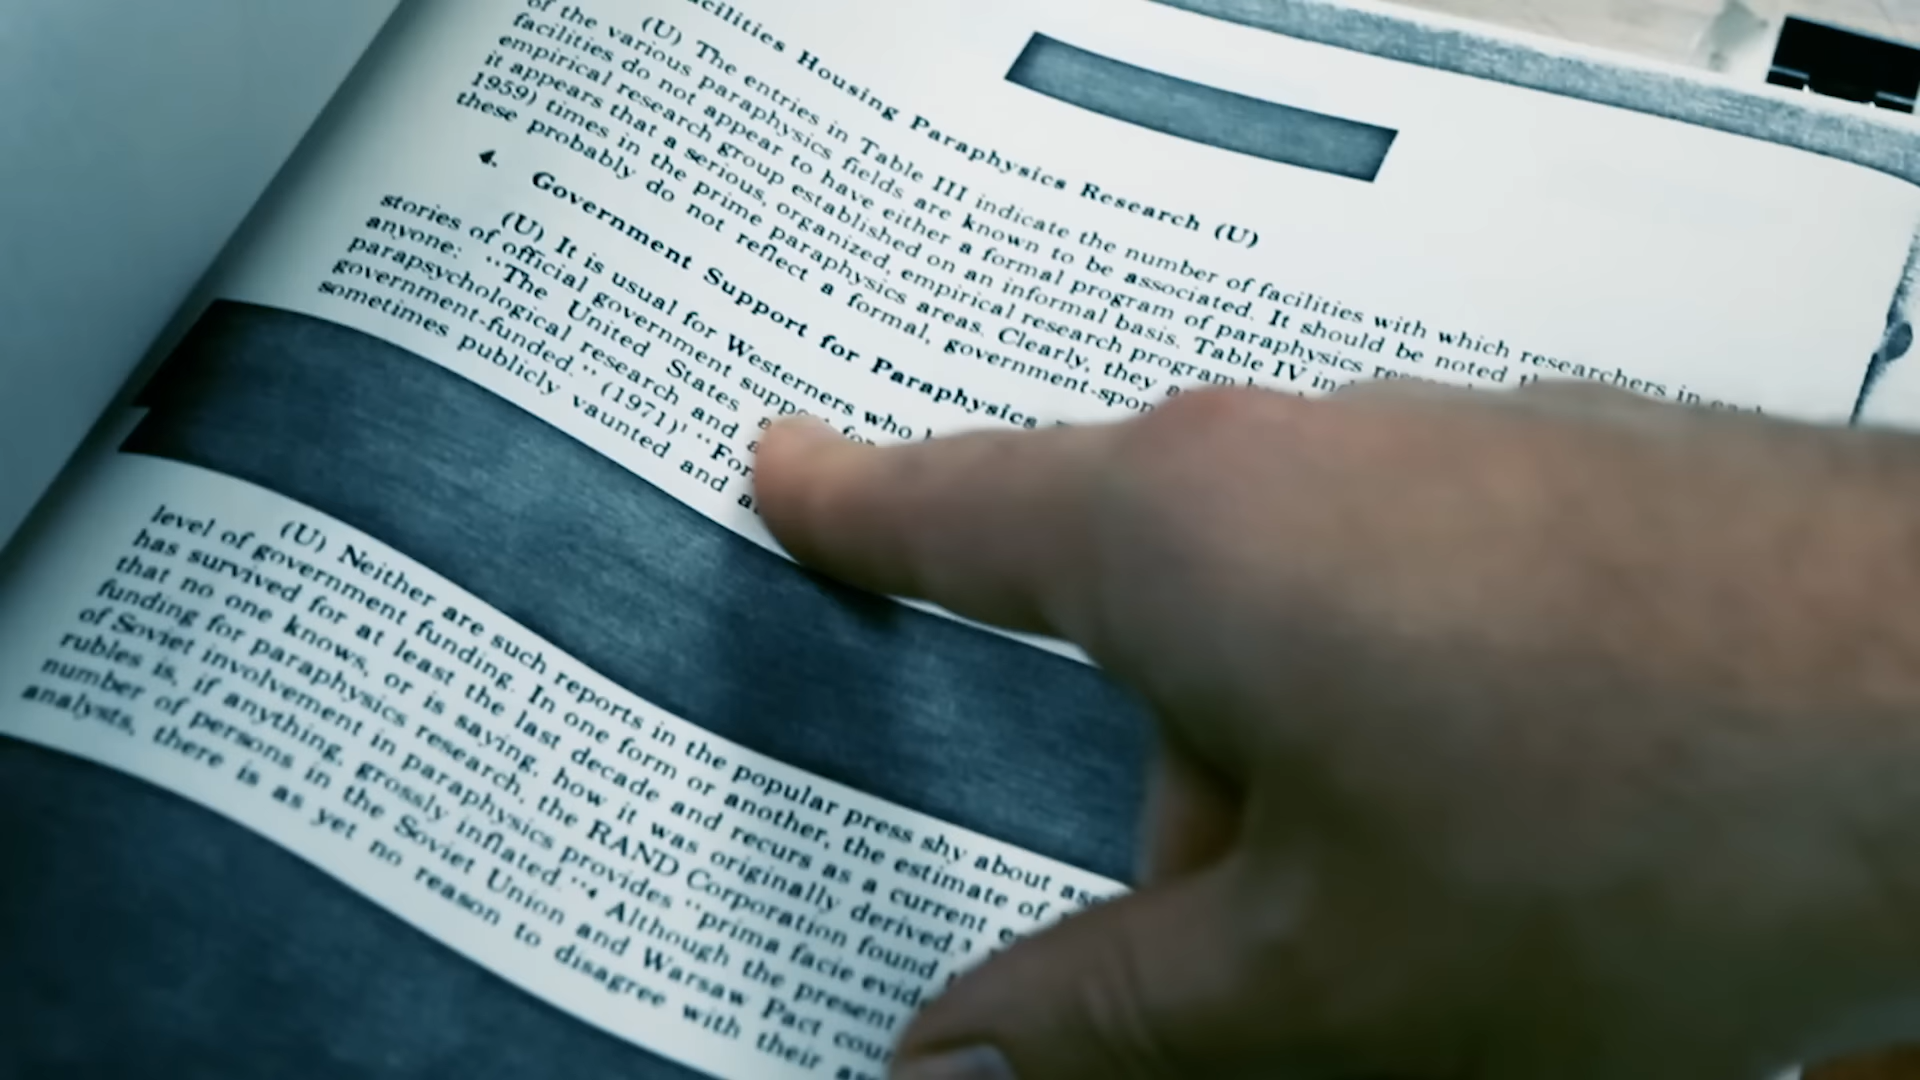 acilities Housing Paraphysics Research (U)
(U) The entries in Table III indicate the number of facilities with which researchers in each
of the various paraphysics fields are known to be associated. It should be noted
facilities do not appear to have either a formal program of paraphysics
empirical research group established on an informal basis. Table IV
it appears that a serious, organized, empirical research program
1959) times in the prime paraphysics areas. Clearly, they
these probably do not reflect a formal, government-spon
4. Government Support for Paraphysics
(U) It is usual for Westerners who
stories of official government supp for
anyone: "The United States
parapsychological research and
government-funded." (1971)¹ "For
sometimes publicly vaunted and
(U) Neither are such reports in the popular press shy about
level of government funding. In one form or another, the estimate of
has survived for at least the last decade and recurs as a current
that no one knows, or is saying, how it was originally derived.³
funding for paraphysics research, the RAND Corporation found
of Soviet involvement in paraphysics provides "prima facie evid
rubles is, if anything, grossly inflated."⁴ Although the present
number of persons in the Soviet Union and Warsaw Pact cou
analysts, there is as yet no reason to disagree with their